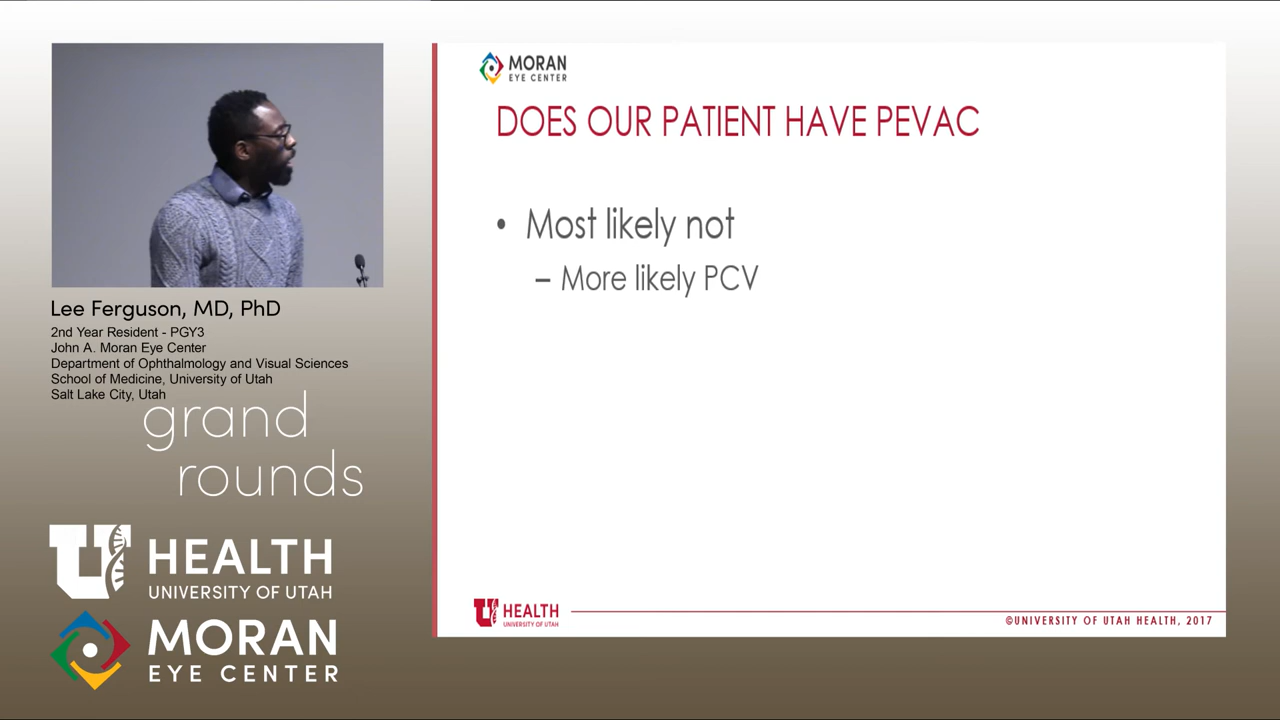 Lee Ferguson, MD, PhD
2nd Year Resident - PGY3
John A. Moran Eye Center
Department of Ophthalmology and Visual Sciences
School of Medicine, University of Utah
Salt Lake City, Utah
grand
rounds
U HEALTH
UNIVERSITY OF UTAH
MORAN
EYE CENTER
MORAN
EYE CENTER
DOES OUR PATIENT HAVE PEVAC
• Most likely not
– More likely PCV
U HEALTH
UNIVERSITY OF UTAH
©UNIVERSITY OF UTAH HEALTH, 2017